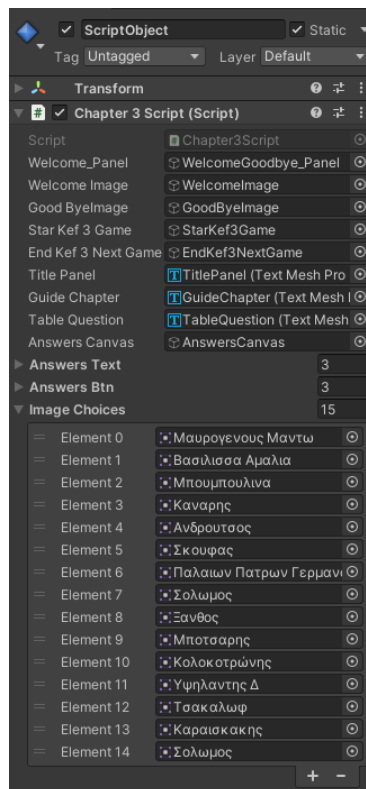 ScriptObject Static
Tag Untagged Layer Default
Transform
# Chapter 3 Script (Script)
Script # Chapter3Script
Welcome_Panel WelcomeGoodbye_Panel
Welcome Image WelcomeImage
Good ByeImage GoodByeImage
Star Kef 3 Game StarKef3Game
End Kef 3 Next Game EndKef3NextGame
Title Panel TitlePanel (Text Mesh Pro
Guide Chapter GuideChapter (Text Mesh
Table Question TableQuestion (Text Mesh
Answers Canvas AnswersCanvas
Answers Text 3
Answers Btn 3
Image Choices 15
Element 0 Μαυρογενους Μαντω
Element 1 Βασιλισσα Αμαλια
Element 2 Μπουμπουλινα
Element 3 Καναρης
Element 4 Ανδρουτσος
Element 5 Σκουφας
Element 6 Παλαιων Πατρων Γερμαν
Element 7 Σολωμος
Element 8 Ξανθος
Element 9 Μποτσαρης
Element 10 Κολοκοτρώνης
Element 11 Υψηλαντης Δ
Element 12 Τσακαλωφ
Element 13 Καραισκακης
Element 14 Σολωμος
+ −